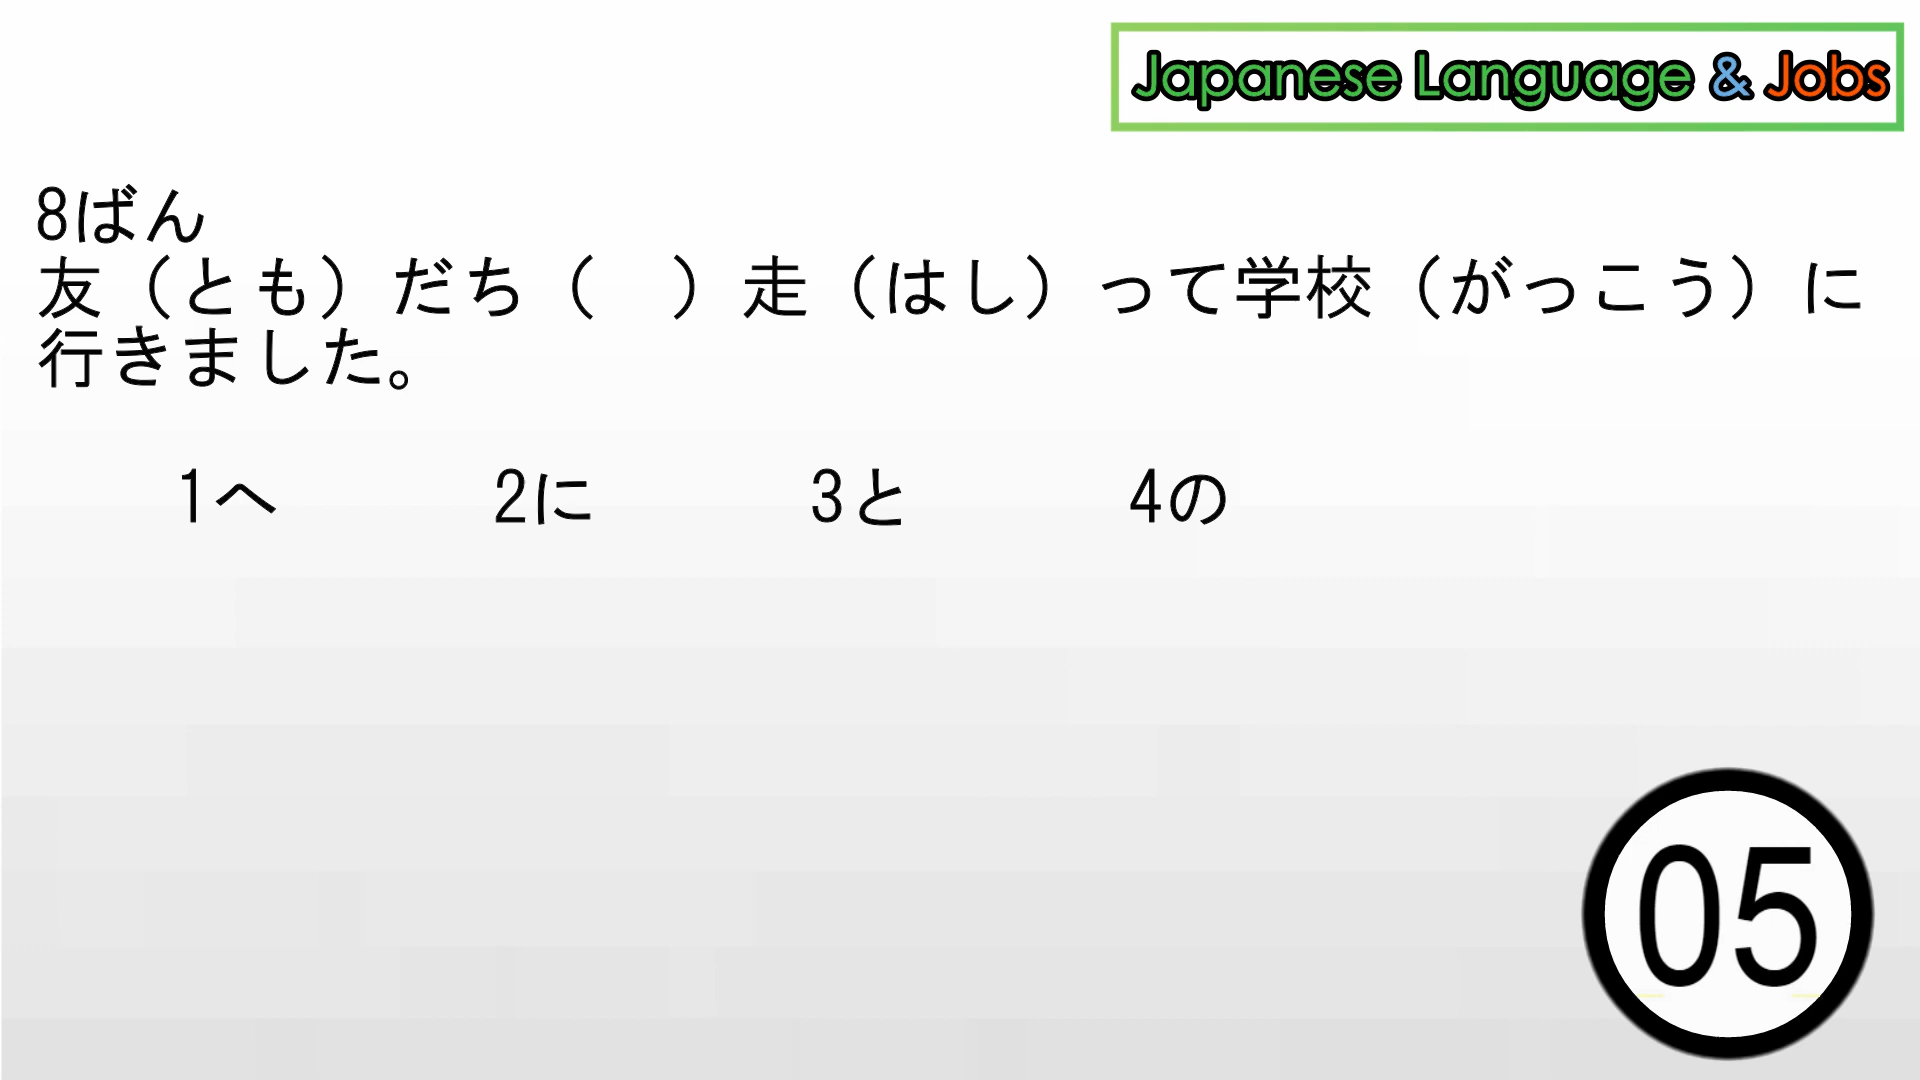 Japanese Language & Jobs
8ばん
友（とも）だち（　）走（はし）って学校（がっこう）に
行きました。
1へ　2に　3と　4の
05